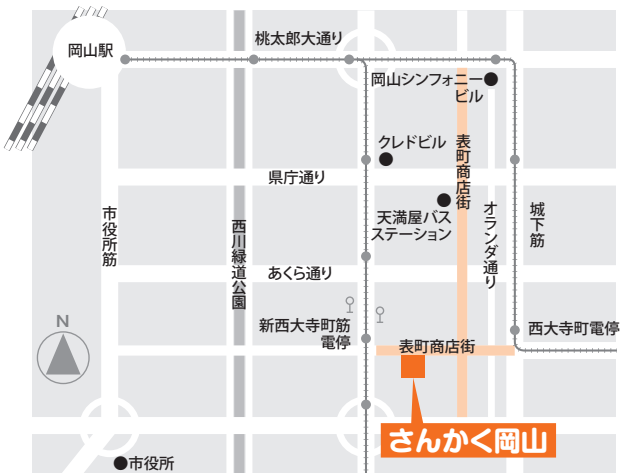 桃太郎大通り
岡山駅
岡山シンフォニー
ビル
クレドビル
表町商店街
県庁通り
天満屋バス
ステーション
オランダ通り
城下筋
市役所筋
西川緑道公園
あくら通り
N
新西大寺町筋
電停
西大寺町電停
表町商店街
さんかく岡山
市役所